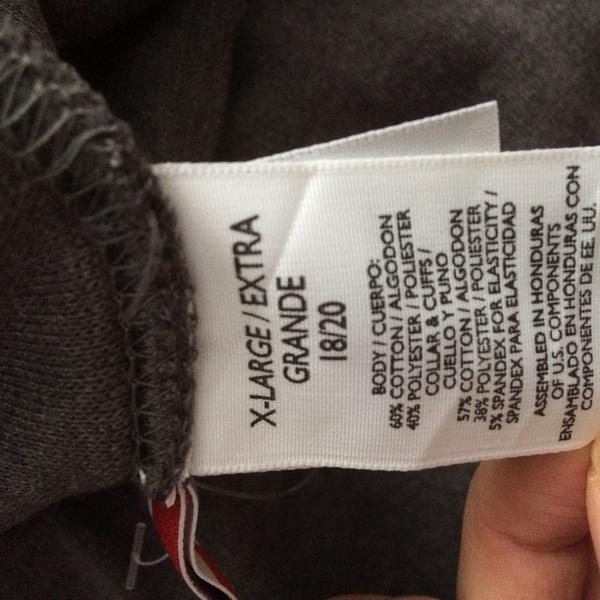 X-LARGE / EXTRA
GRANDE
18/20
BODY / CUERPO:
60% COTTON / ALGODON
40% POLYESTER / POLIESTER
COLLAR & CUFFS /
CUELLO Y PUNO
57% COTTON / ALGODON
38% POLYESTER / POLIESTER
5% SPANDEX FOR ELASTICITY /
SPANDEX PARA ELASTICIDAD
ASSEMBLED IN HONDURAS
OF U.S. COMPONENTS
ENSAMBLADO EN HONDURAS CON
COMPONENTES DE EE. UU.